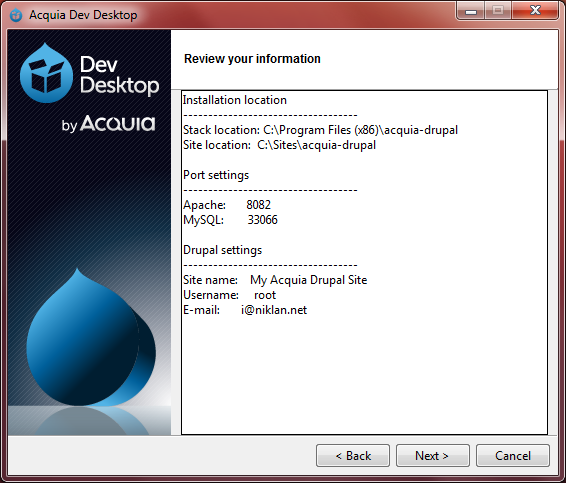 Acquia Dev Desktop
Dev
Desktop
by Acquia
Review your information
Installation location
----------------------------------
Stack location: C:\Program Files (x86)\acquia-drupal
Site location: C:\Sites\acquia-drupal
Port settings
----------------------------------
Apache: 8082
MySQL: 33066
Drupal settings
----------------------------------
Site name: My Acquia Drupal Site
Username: root
E-mail: i@niklan.net
< Back
Next >
Cancel